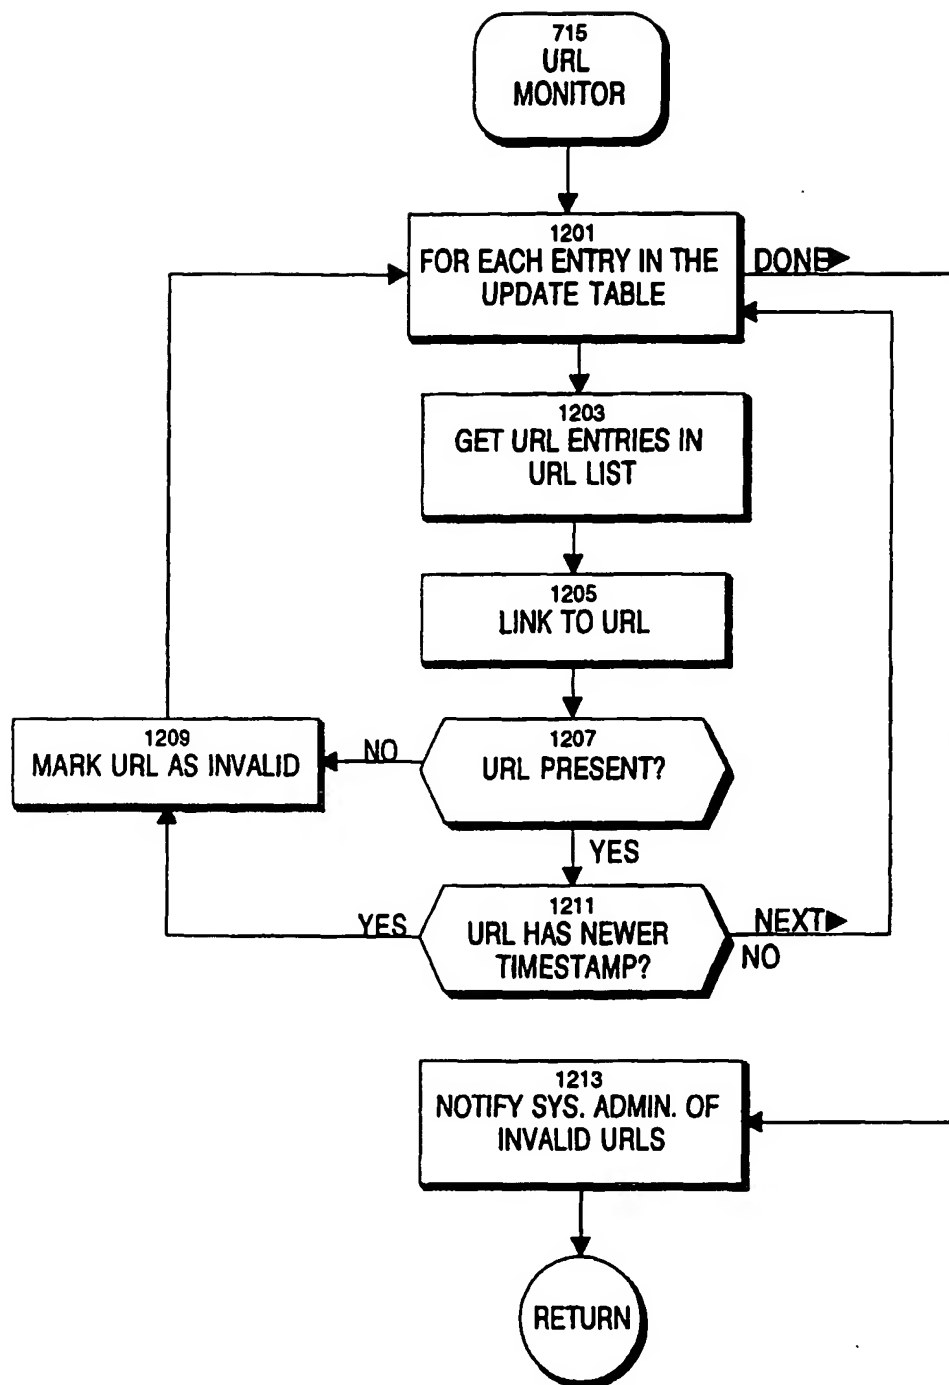 715
URL
MONITOR
1201
FOR EACH ENTRY IN THE
UPDATE TABLE
DONE
1203
GET URL ENTRIES IN
URL LIST
1205
LINK TO URL
1207
URL PRESENT?
NO
1209
MARK URL AS INVALID
YES
1211
URL HAS NEWER
TIMESTAMP?
YES
NEXT
NO
1213
NOTIFY SYS. ADMIN. OF
INVALID URLS
RETURN